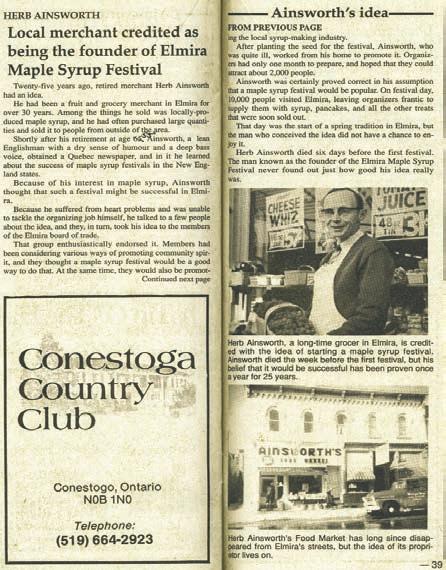 HERB AINSWORTH
Local merchant credited as
being the founder of Elmira
Maple Syrup Festival
Twenty-five years ago, retired merchant Herb Ainsworth
had an idea.
He had been a fruit and grocery merchant in Elmira for
over 30 years. Among the things he sold was locally-pro-
duced maple syrup, and he had often purchased large quanti-
ties and sold it to people from outside of the area.
Shortly after his retirement at age Ainsworth, a lean
Englishman with a dry sense of humour and a deep bass
voice, obtained a Quebec newspaper, and in it he learned
about the success of maple syrup festivals in the New Eng-
land states.
Because of his interest in maple syrup, Ainsworth
thought that such a festival might be successful in Elmi-
ra.
Because he suffered from heart problems and was unable
to tackle the organizing job himself, he talked to a few people
about the idea, and they, in turn, took his idea to the members
of the Elmira board of trade.
That group enthusiastically endorsed it. Members had
been considering various ways of promoting community spir-
it, and they thought a maple syrup festival would be a good
way to do that. At the same time, they would also be promot-
Continued next page
Conestoga
Country
Club
Conestogo, Ontario
N0B 1N0
Telephone:
(519) 664-2923
Ainsworth's idea
FROM PREVIOUS PAGE
ing the local syrup-making industry.
After planting the seed for the festival, Ainsworth, who
was quite ill, worked from his home to promote it. Organiz-
ers had only one month to prepare, and hoped that they could
attract about 2,000 people.
Ainsworth was certainly proved correct in his assumption
that a maple syrup festival would be popular. On festival day,
10,000 people visited Elmira, leaving organizers frantic to
supply them with syrup, pancakes, and all the other treats
that were soon sold out.
That day was the start of a spring tradition in Elmira, but
the man who conceived the idea did not have a chance to en-
joy it.
Herb Ainsworth died six days before the first festival.
The man known as the founder of the Elmira Maple Syrup
Festival never found out just how good his idea really
was.
CHEESE
WHIZ
JUICE
48
TIN
Herb Ainsworth, a long-time grocer in Elmira, is credit-
ed with the idea of starting a maple syrup festival.
Ainsworth died the week before the first festival, but his
belief that it would be successful has been proven once
a year for 25 years.
AINSWORTH'S
FOOD MARKET
Herb Ainsworth's Food Market has long since disap-
peared from Elmira's streets, but the idea of its propri-
etor lives on.
— 39